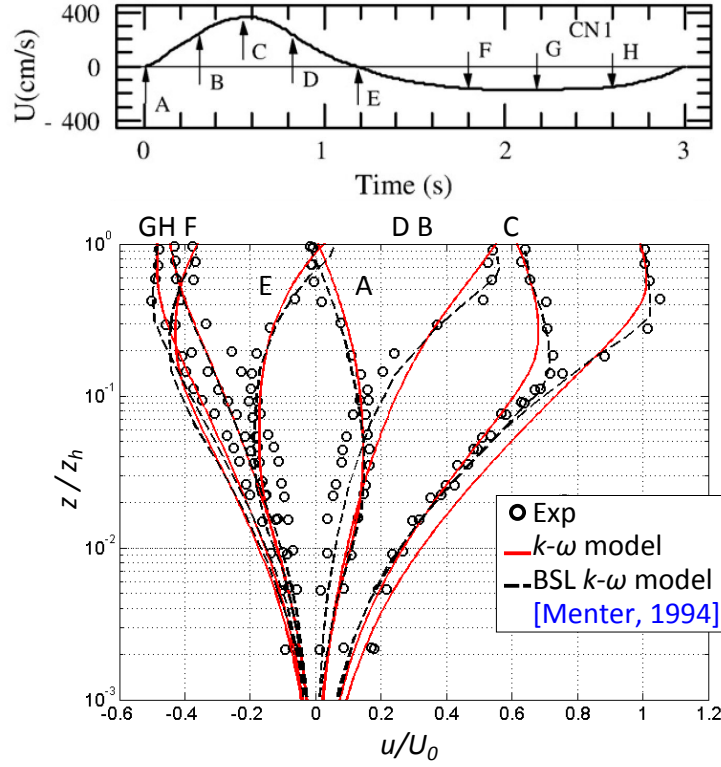 400
0
- 400
U(cm/s)
CN1
A
B
C
D
E
F
G
H
0
1
2
3
Time (s)
GH F
D B
C
E
A
10⁰
10⁻¹
10⁻²
10⁻³
z / z_h
Exp
k-ω model
BSL k-ω model
[Menter, 1994]
-0.6
-0.4
-0.2
0
0.2
0.4
0.6
0.8
1
1.2
u/U₀